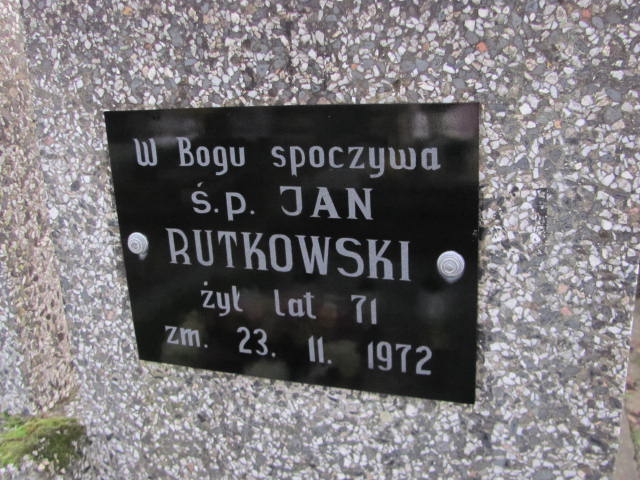 W Bogu spoczywa
ś.p. JAN
RUTKOWSKI
żył lat 71
zm. 23. 11. 1972